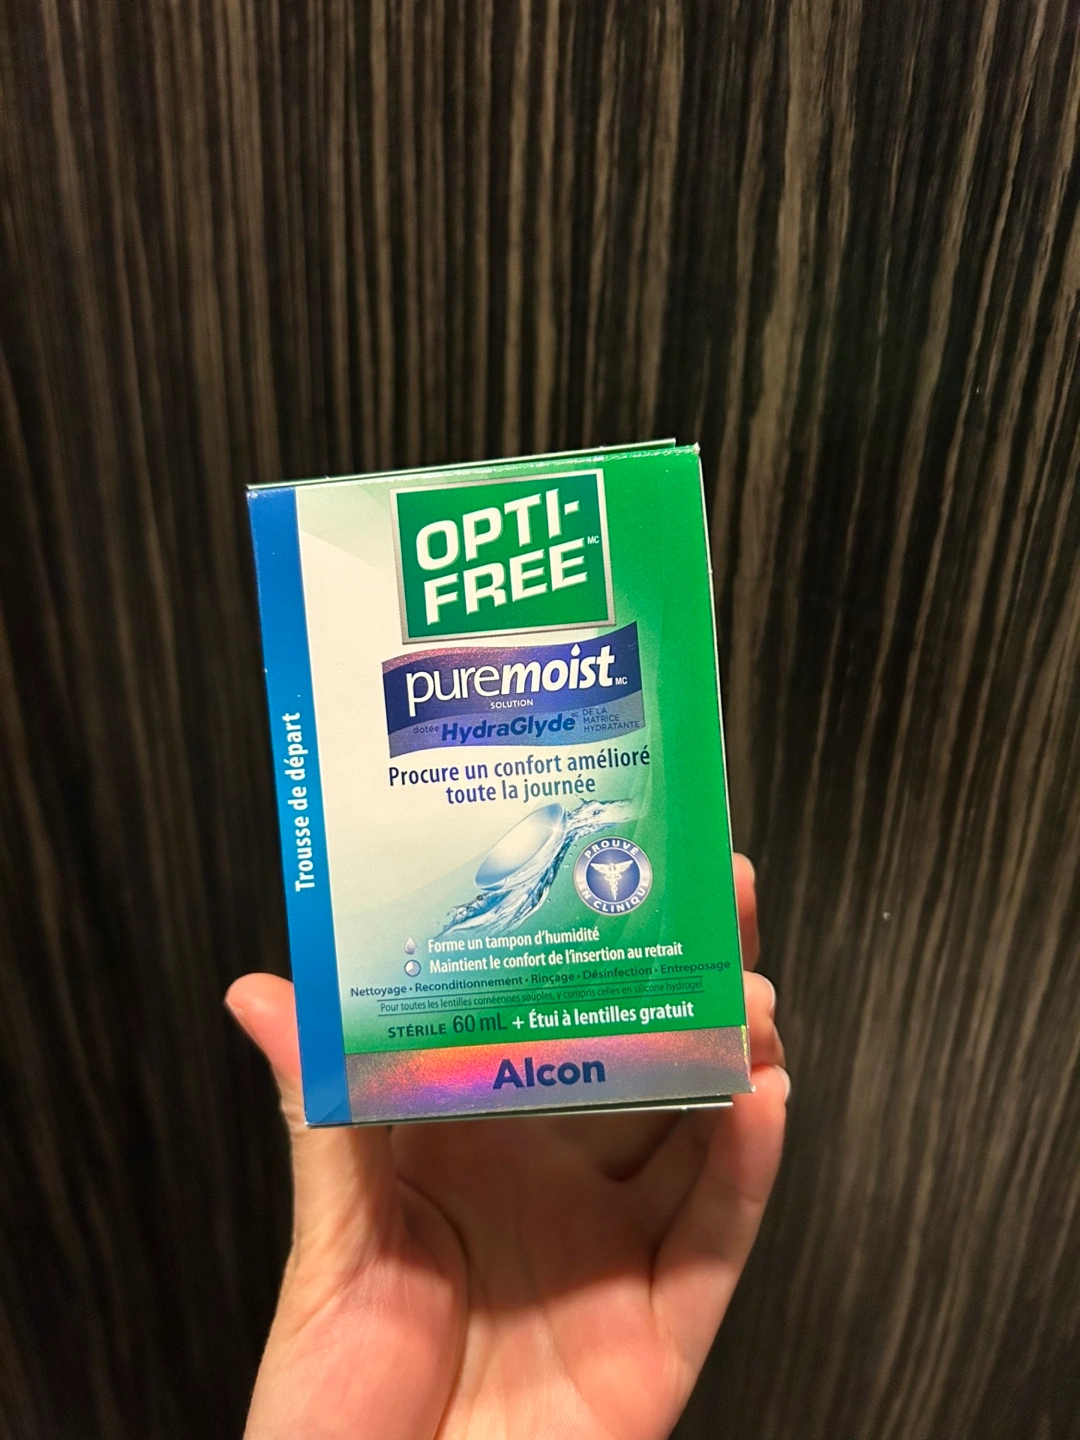 OPTI-
FREE MC
puremoist MC
SOLUTION
dotée HydraGlyde MC DE LA
MATRICE
HYDRATANTE
Procure un confort amélioré
toute la journée
Trousse de départ
PROUVÉ
EN CLINIQUE
Forme un tampon d'humidité
Maintient le confort de l'insertion au retrait
Nettoyage • Reconditionnement • Rinçage • Désinfection • Entreposage
Pour toutes les lentilles cornéennes souples, y compris celles en silicone hydrogel
STÉRILE 60 mL + Étui à lentilles gratuit
Alcon